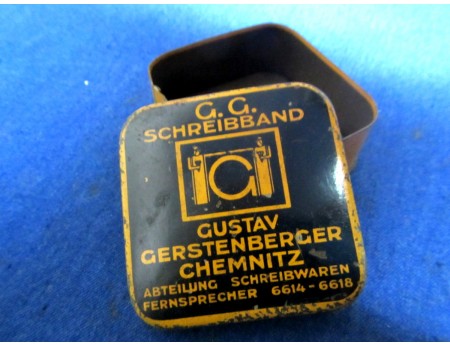 G. G.
SCHREIBBAND
G
GUSTAV
GERSTENBERGER
CHEMNITZ
ABTEILUNG SCHREIBWAREN
FERNSPRECHER 6614-6618